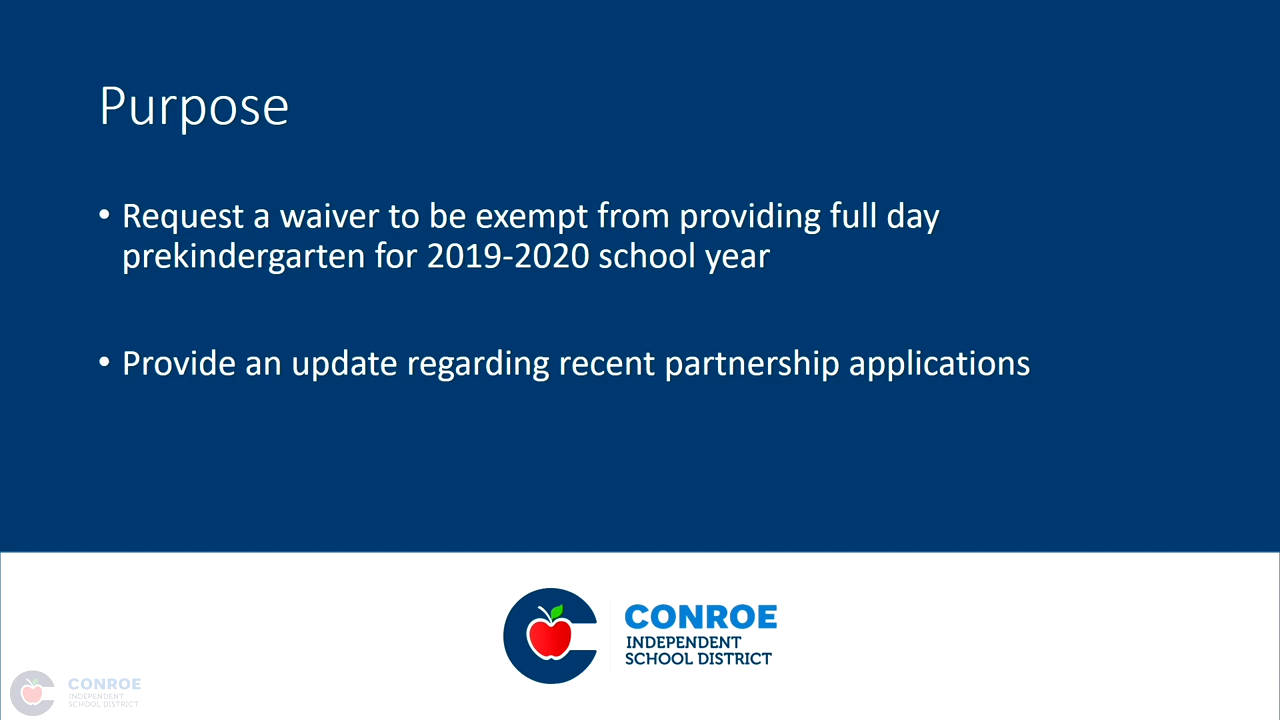 Purpose
• Request a waiver to be exempt from providing full day
prekindergarten for 2019-2020 school year
• Provide an update regarding recent partnership applications
CONROE
INDEPENDENT
SCHOOL DISTRICT
CONROE
INDEPENDENT
SCHOOL DISTRICT